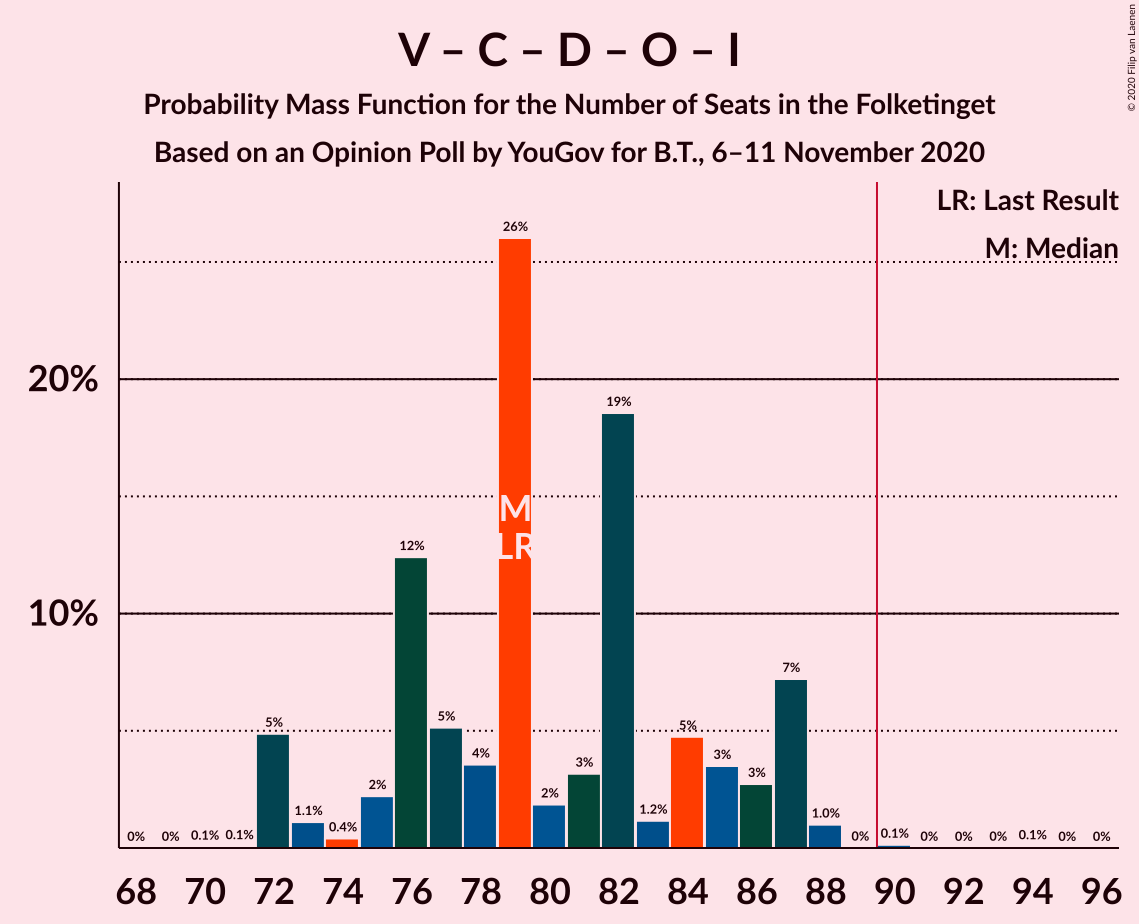 V – C – D – O – I
Probability Mass Function for the Number of Seats in the Folketinget
Based on an Opinion Poll by YouGov for B.T., 6–11 November 2020
© 2020 Filip van Laenen
LR: Last Result
M: Median
20%
10%
0% 0% 0.1% 0.1% 5% 1.1% 0.4% 2% 12% 5% 4% 26% 2% 3% 19% 1.2% 5% 3% 3% 7% 1.0% 0% 0.1% 0% 0% 0% 0.1% 0% 0%
M
LR
68 70 72 74 76 78 80 82 84 86 88 90 92 94 96